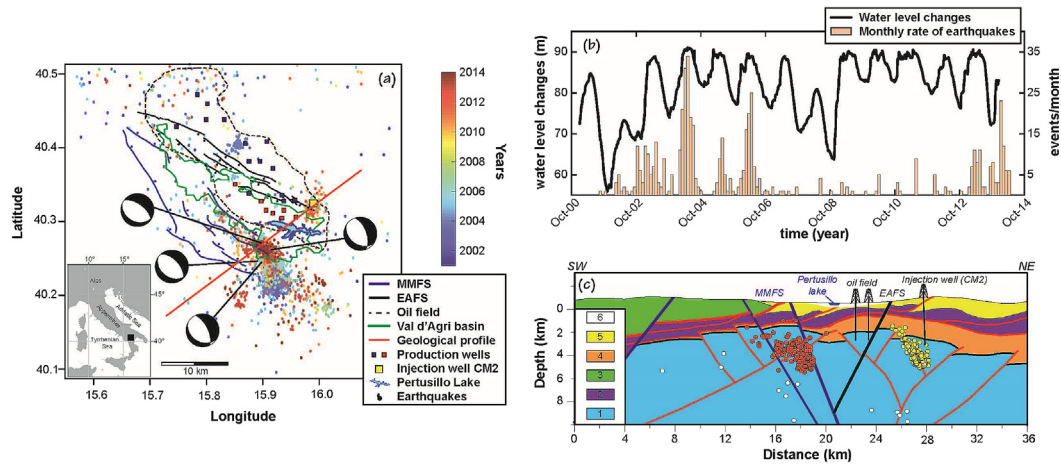 (a)
40.5
40.4
40.3
40.2
40.1
Latitude
15.6
15.7
15.8
15.9
16.0
Longitude
2014
2012
2010
2008
2006
2004
2002
Years
10°
15°
45°
40°
Alps
Apennines
Adriatic Sea
Tyrrhenian
Sea
10 km
MMFS
EAFS
Oil field
Val d'Agri basin
Geological profile
Production wells
Injection well CM2
Pertusillo Lake
Earthquakes
Water level changes
Monthly rate of earthquakes
(b)
90
80
70
60
water level changes (m)
35
25
15
5
events/month
Oct-00
Oct-02
Oct-04
Oct-06
Oct-08
Oct-10
Oct-12
Oct-14
time (year)
SW
NE
(c)
MMFS
Pertusillo
lake
oil field
EAFS
Injection well (CM2)
0
2
4
6
8
Depth (km)
6
5
4
3
2
1
0
4
8
12
16
20
24
28
32
36
Distance (km)